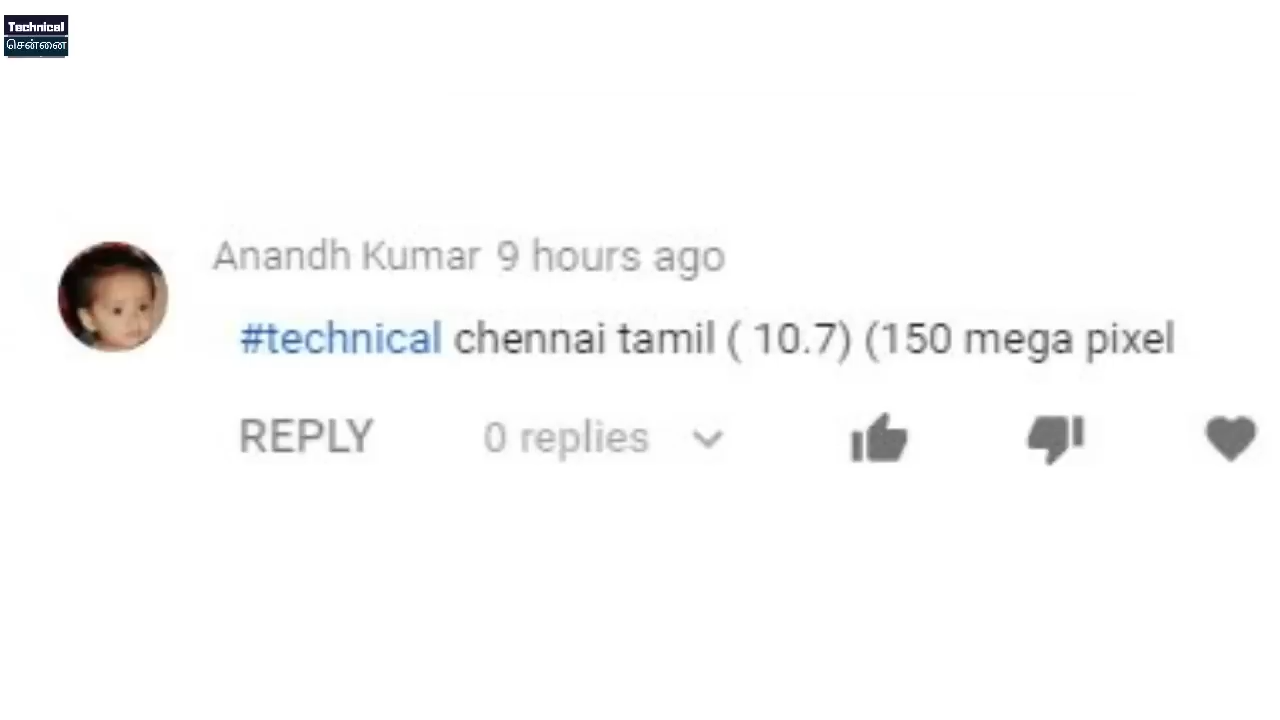 Technical
சென்னை
Anandh Kumar 9 hours ago
#technical chennai tamil ( 10.7) (150 mega pixel
REPLY 0 replies